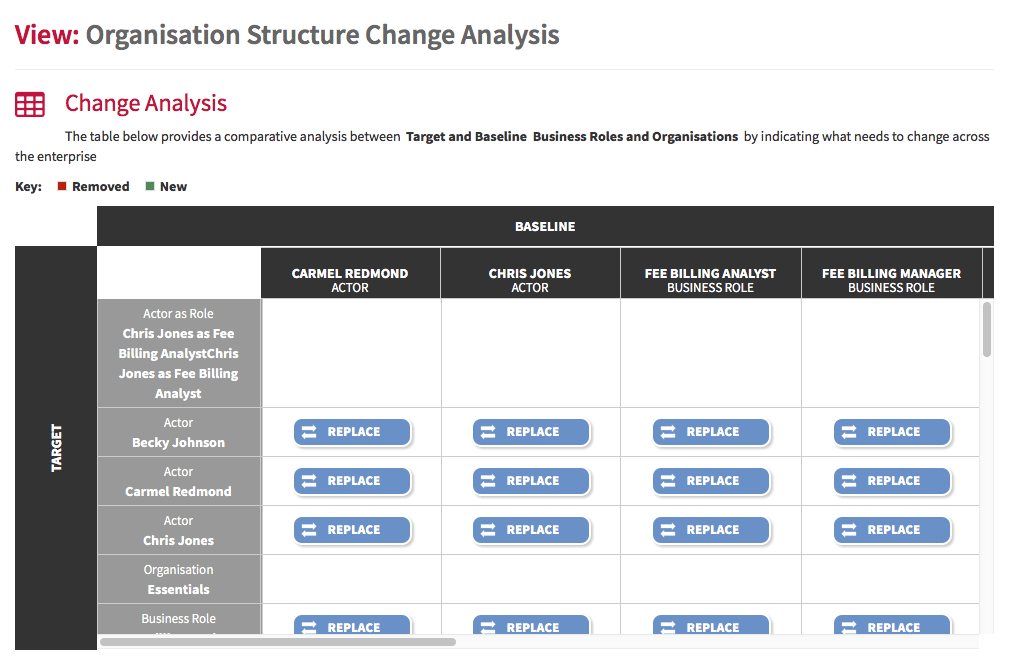 View: Organisation Structure Change Analysis
Change Analysis
The table below provides a comparative analysis between Target and Baseline Business Roles and Organisations by indicating what needs to change across
the enterprise
Key: Removed New
BASELINE
CARMEL REDMOND
ACTOR
CHRIS JONES
ACTOR
FEE BILLING ANALYST
BUSINESS ROLE
FEE BILLING MANAGER
BUSINESS ROLE
TARGET
Actor as Role
Chris Jones as Fee
Billing AnalystChris
Jones as Fee Billing
Analyst
Actor
Becky Johnson
REPLACE REPLACE REPLACE REPLACE
Actor
Carmel Redmond
REPLACE REPLACE REPLACE REPLACE
Actor
Chris Jones
REPLACE REPLACE REPLACE REPLACE
Organisation
Essentials
Business Role
REPLACE REPLACE REPLACE REPLACE